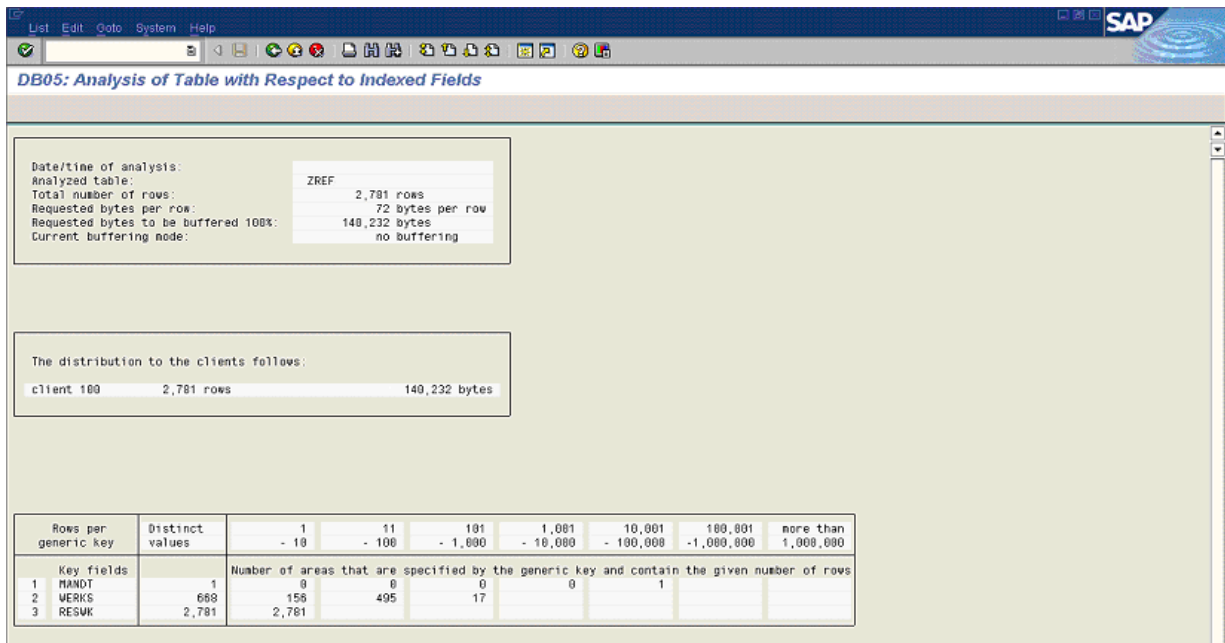 List Edit Goto System Help
SAP
DB05: Analysis of Table with Respect to Indexed Fields
Date/time of analysis:
Analyzed table: ZREF
Total number of rows: 2,781 rows
Requested bytes per row: 72 bytes per row
Requested bytes to be buffered 100%: 140,232 bytes
Current buffering mode: no buffering
The distribution to the clients follows:
client 100 2,781 rows 140,232 bytes
Rows per Distinct 1 11 101 1,001 10,001 100,001 more than
generic key values - 10 - 100 - 1,000 - 10,000 - 100,000 -1,000,000 1,000,000
Key fields Number of areas that are specified by the generic key and contain the given number of rows
1 MANDT 1 0 0 0 0 1
2 WERKS 668 156 495 17
3 RESWK 2,781 2,781